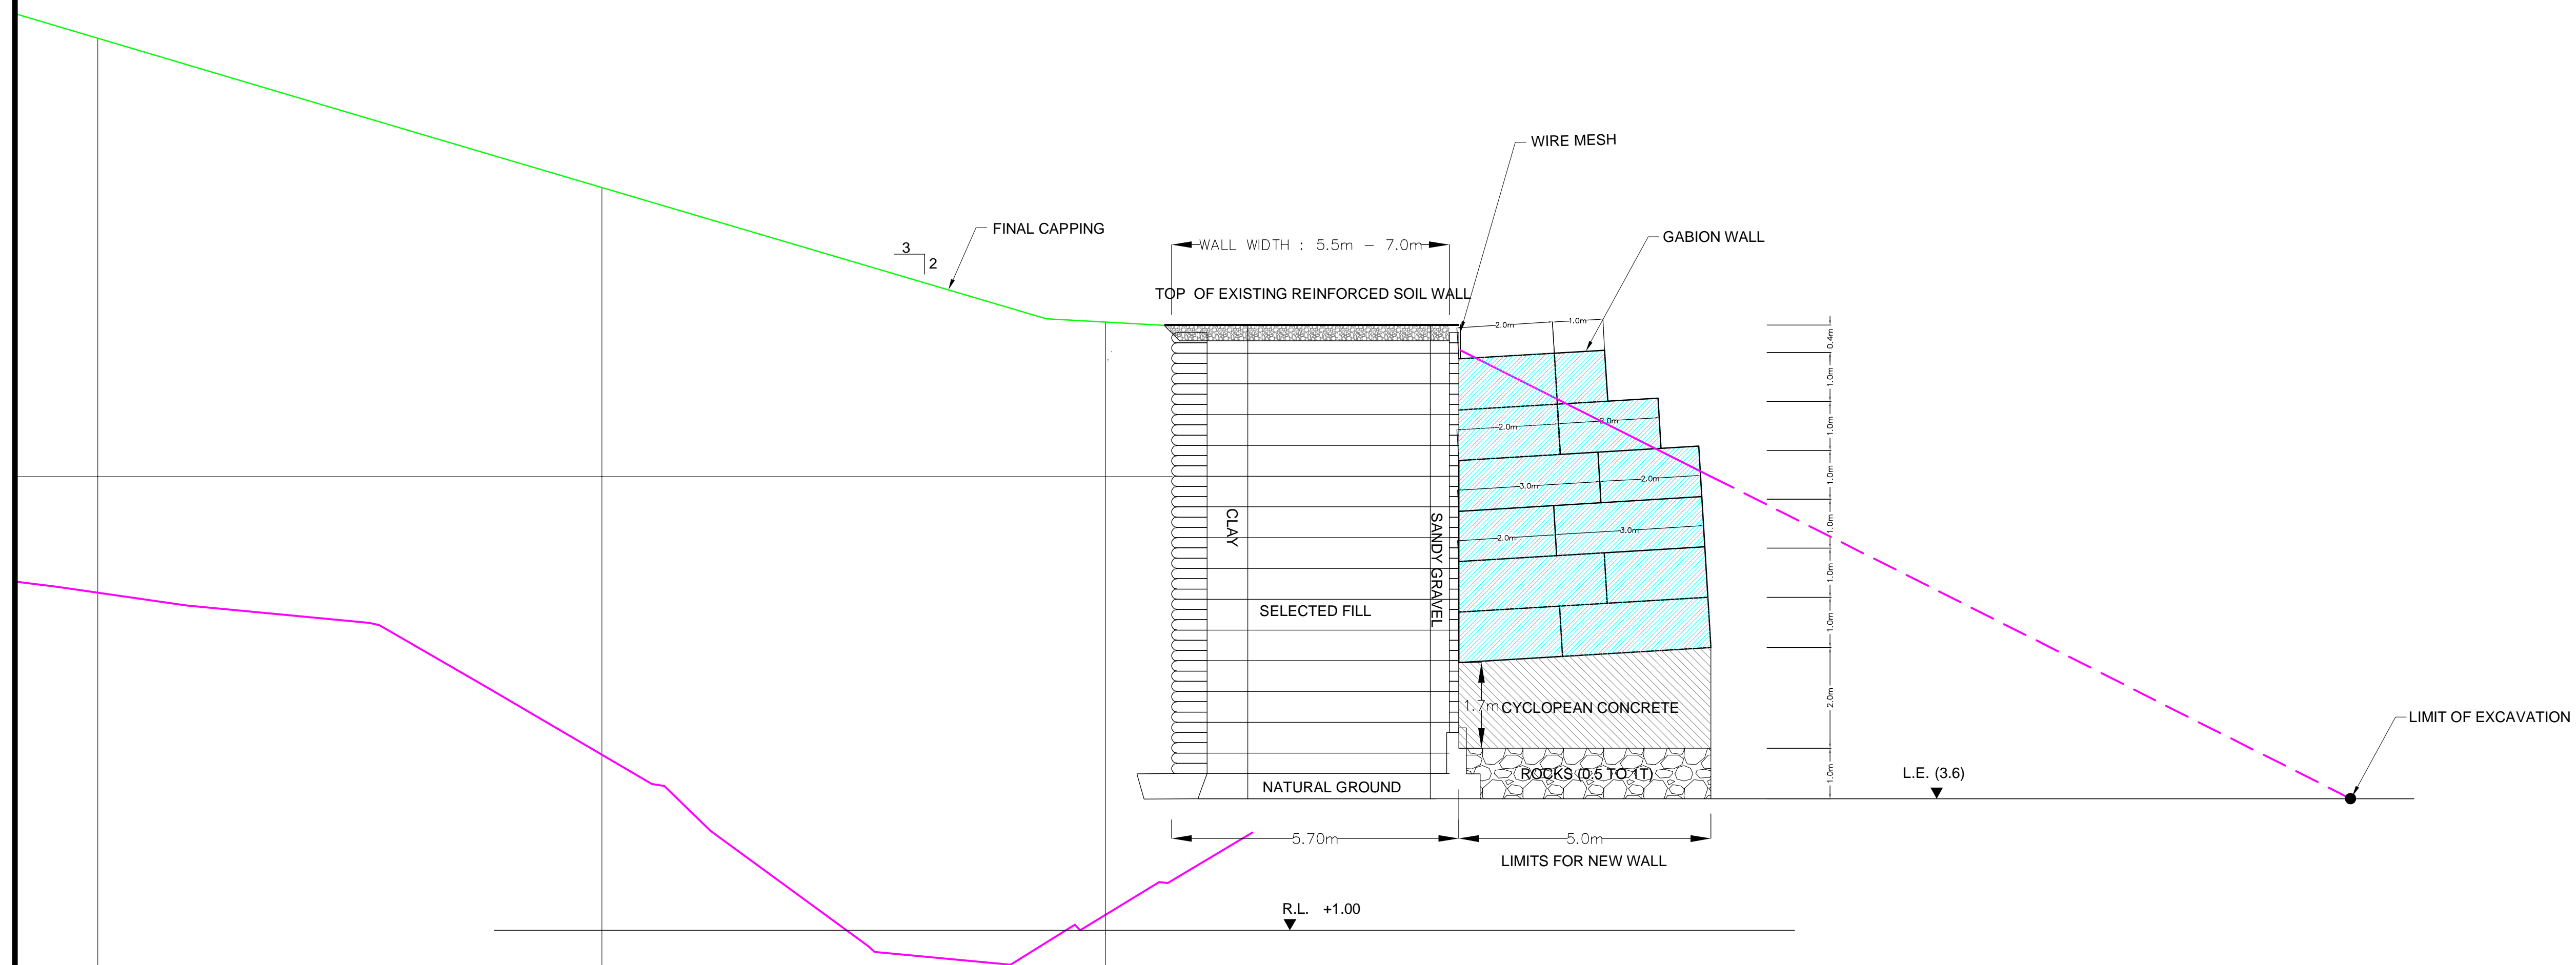 WIRE MESH
FINAL CAPPING
3
2
GABION WALL
WALL WIDTH : 5.5m - 7.0m
TOP OF EXISTING REINFORCED SOIL WALL
2.0m
1.0m
0.4m
1.0m
1.0m
2.0m
2.0m
1.0m
3.0m
2.0m
1.0m
2.0m
3.0m
1.0m
1.0m
CLAY
SANDY GRAVEL
SELECTED FILL
2.0m
1.7m
CYCLOPEAN CONCRETE
LIMIT OF EXCAVATION
1.0m
ROCKS (0.5 TO 1T)
L.E. (3.6)
NATURAL GROUND
5.70m
5.0m
LIMITS FOR NEW WALL
R.L. +1.00